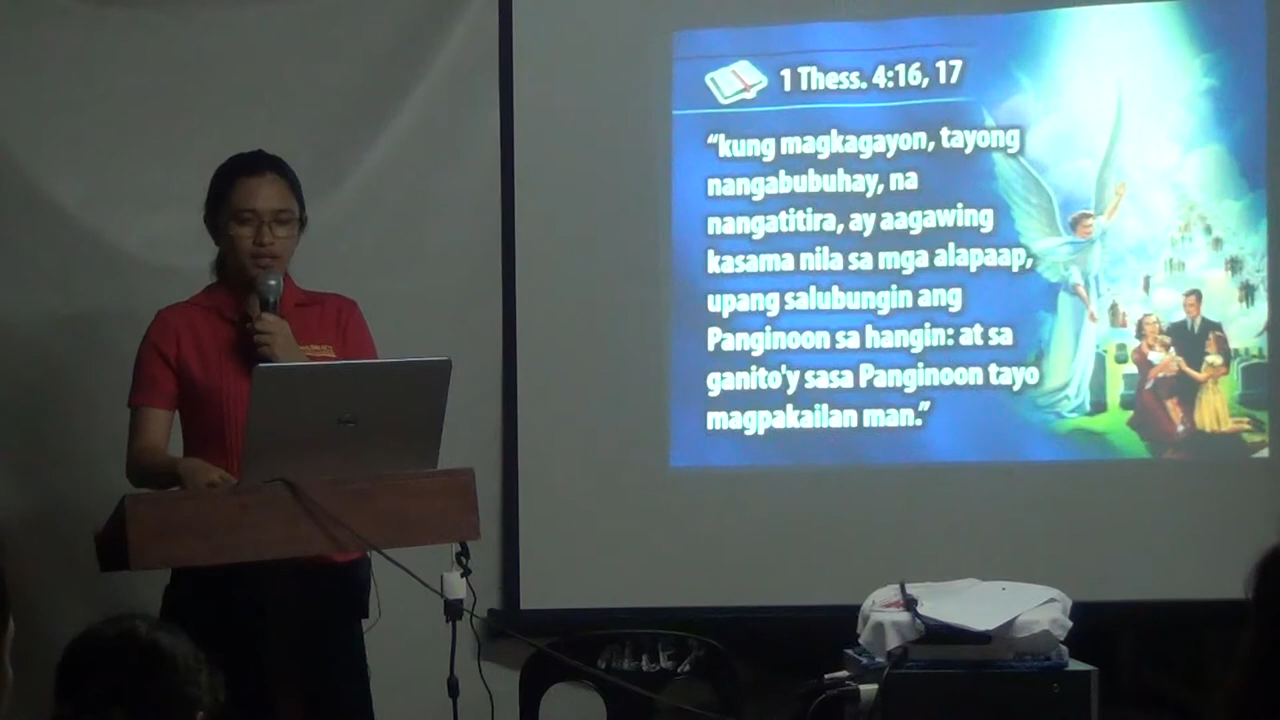 1 Thess. 4:16, 17
“kung magkagayon, tayong
nangabubuhay, na
nangatitira, ay aagawing
kasama nila sa mga alapaap,
upang salubungin ang
Panginoon sa hangin: at sa
ganito'y sasa Panginoon tayo
magpakailan man.”